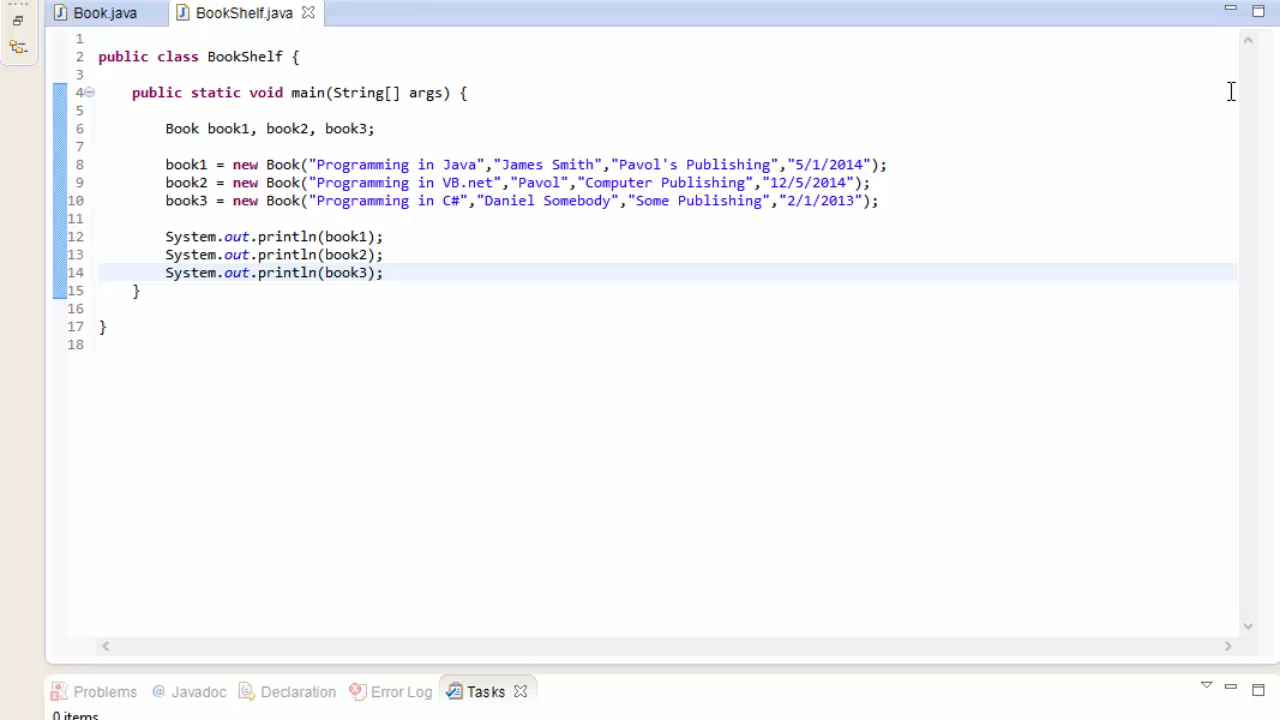 Book.java BookShelf.java
1
2 public class BookShelf {
3
4 public static void main(String[] args) {
5
6 Book book1, book2, book3;
7
8 book1 = new Book("Programming in Java","James Smith","Pavol's Publishing","5/1/2014");
9 book2 = new Book("Programming in VB.net","Pavol","Computer Publishing","12/5/2014");
10 book3 = new Book("Programming in C#","Daniel Somebody","Some Publishing","2/1/2013");
11
12 System.out.println(book1);
13 System.out.println(book2);
14 System.out.println(book3);
15 }
16
17 }
18
Problems @ Javadoc Declaration Error Log Tasks
0 items